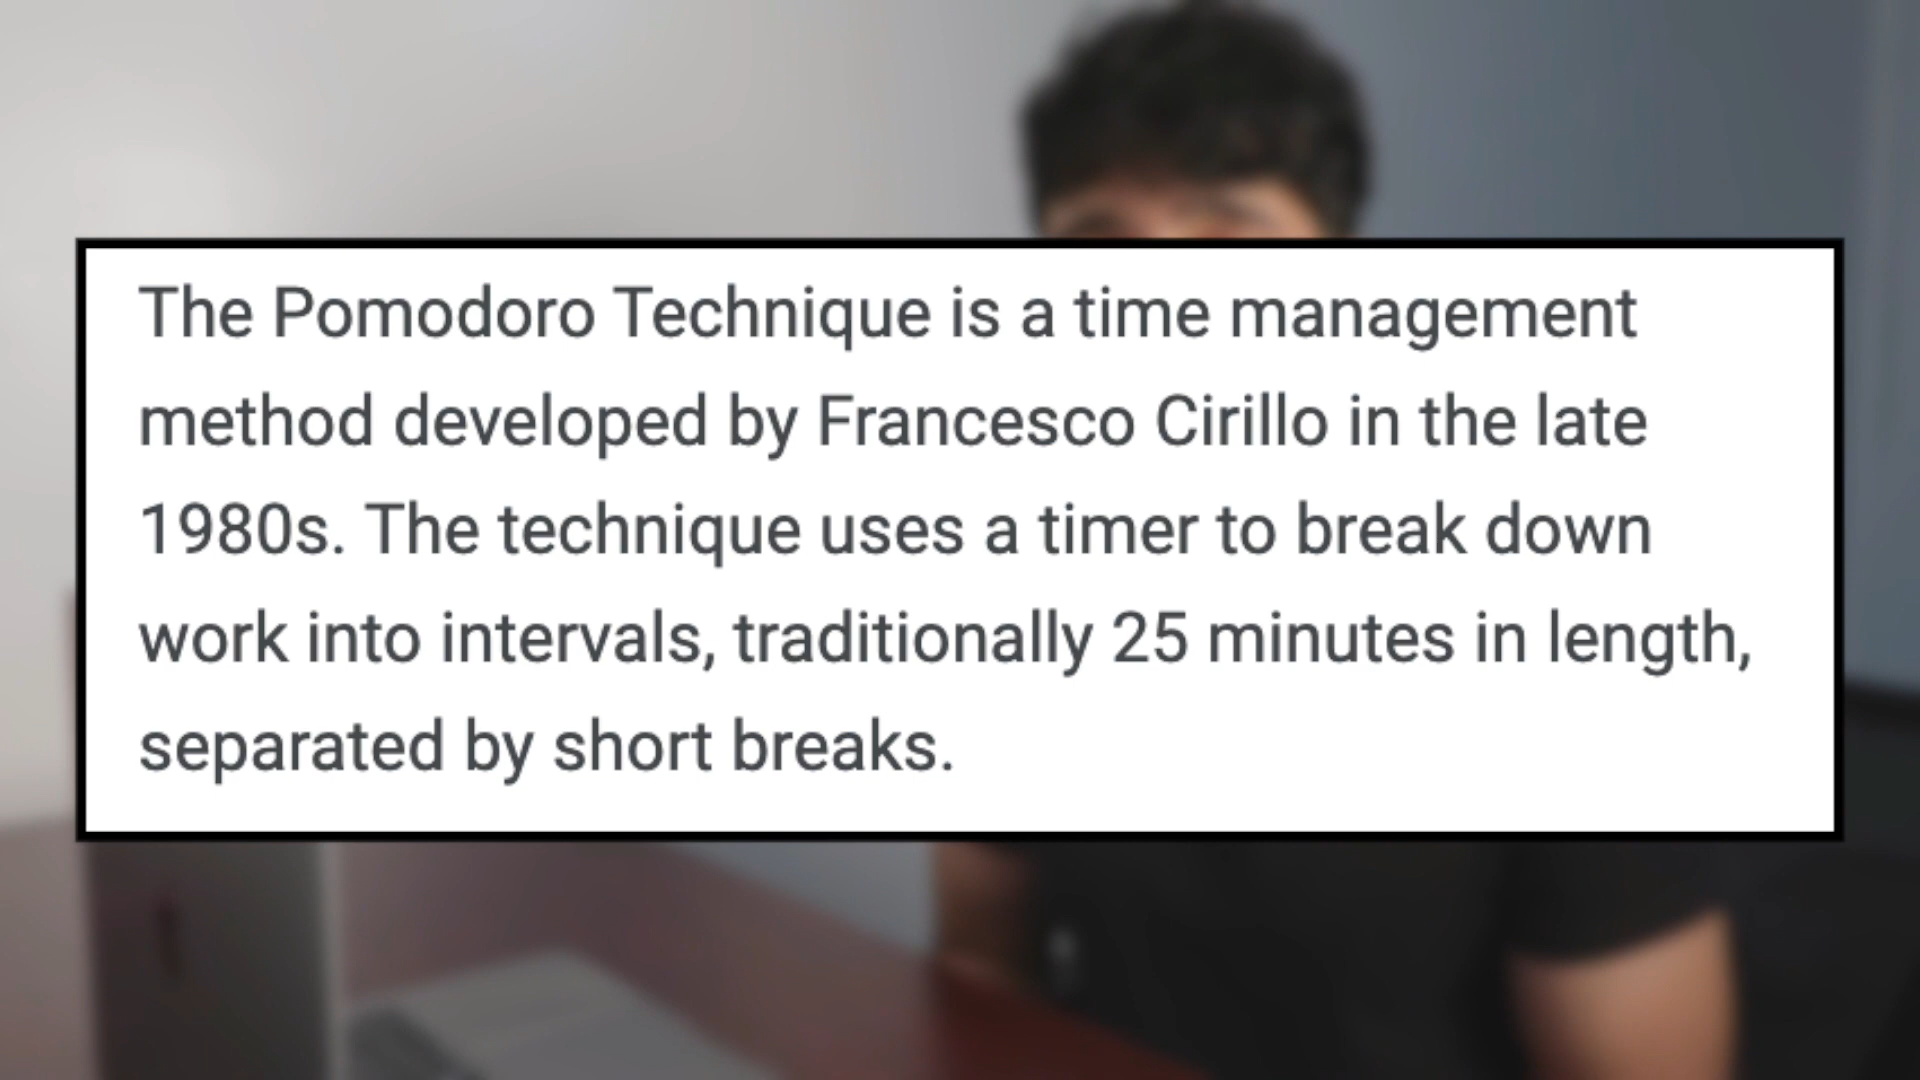 The Pomodoro Technique is a time management
method developed by Francesco Cirillo in the late
1980s. The technique uses a timer to break down
work into intervals, traditionally 25 minutes in length,
separated by short breaks.